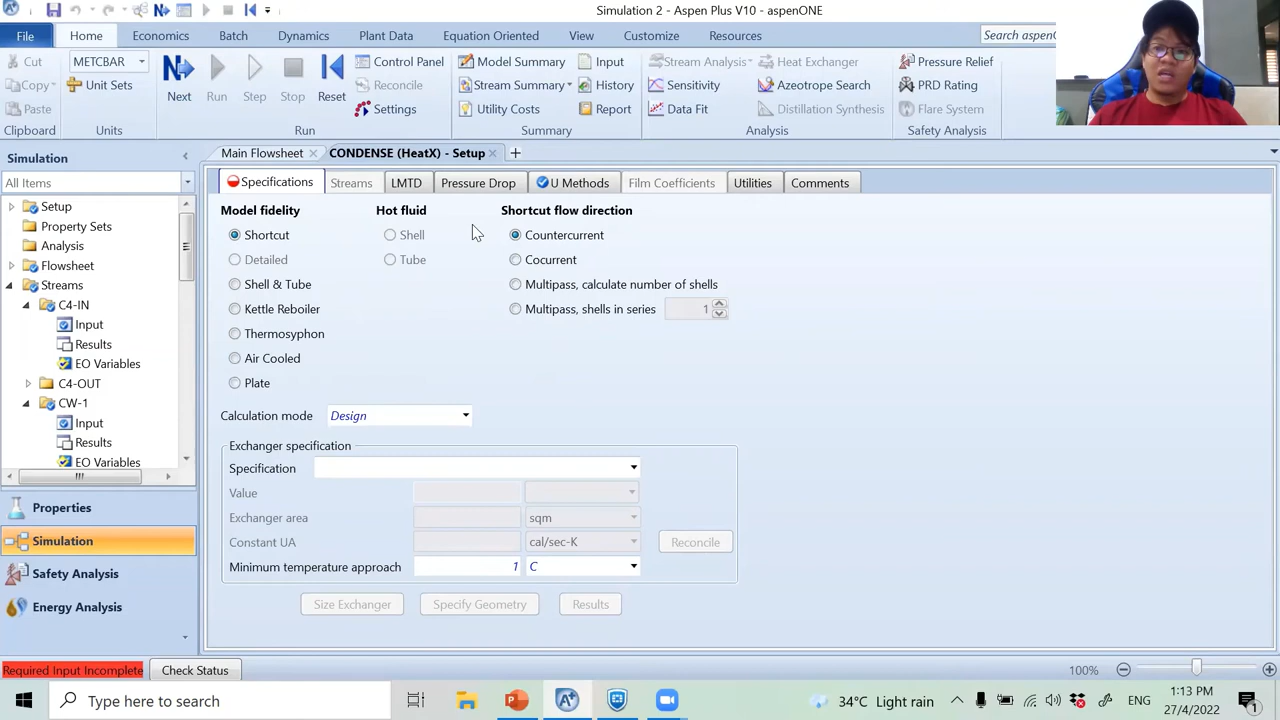 Simulation 2 - Aspen Plus V10 - aspenONE
File Home Economics Batch Dynamics Plant Data Equation Oriented View Customize Resources Search aspenO
Cut METCBAR Control Panel Model Summary Input Stream Analysis Heat Exchanger Pressure Relief
Copy Unit Sets Next Run Step Stop Reset Reconcile Stream Summary History Sensitivity Azeotrope Search PRD Rating
Paste Settings Utility Costs Report Data Fit Distillation Synthesis Flare System
Clipboard Units Run Summary Analysis Safety Analysis
Simulation Main Flowsheet CONDENSE (HeatX) - Setup
All Items Specifications Streams LMTD Pressure Drop U Methods Film Coefficients Utilities Comments
Setup
Property Sets
Analysis
Flowsheet
Streams
C4-IN
Input
Results
EO Variables
C4-OUT
CW-1
Input
Results
EO Variables
Properties
Simulation
Safety Analysis
Energy Analysis
Model fidelity Hot fluid Shortcut flow direction
Shortcut Shell Countercurrent
Detailed Tube Cocurrent
Shell & Tube Multipass, calculate number of shells
Kettle Reboiler Multipass, shells in series 1
Thermosyphon
Air Cooled
Plate
Calculation mode Design
Exchanger specification
Specification
Value
Exchanger area sqm
Constant UA cal/sec-K Reconcile
Minimum temperature approach 1 C
Size Exchanger Specify Geometry Results
Required Input Incomplete Check Status 100%
Type here to search 34°C Light rain ENG 1:13 PM
27/4/2022
1